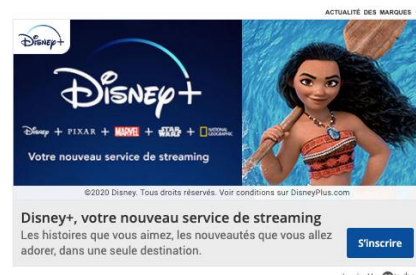 ACTUALITÉ DES MARQUES
Disney+
Disney+
Disney + PIXAR + MARVEL + STAR WARS + NATIONAL GEOGRAPHIC
Votre nouveau service de streaming
©2020 Disney. Tous droits réservés. Voir conditions sur DisneyPlus.com
Disney+, votre nouveau service de streaming
Les histoires que vous aimez, les nouveautés que vous allez
adorer, dans une seule destination.
S'inscrire